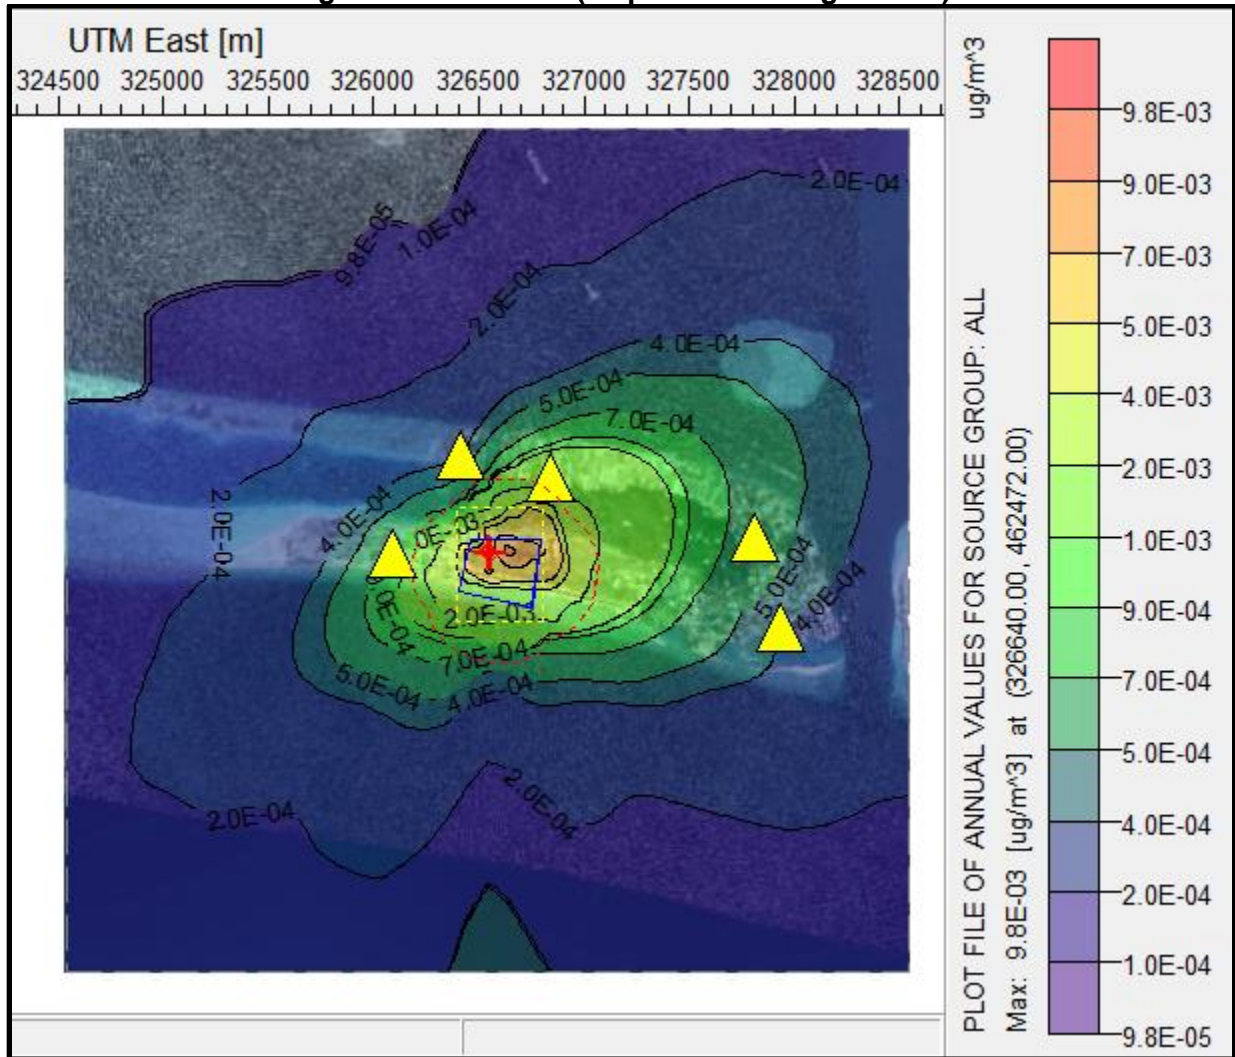 UTM East [m]
324500 325000 325500 326000 326500 327000 327500 328000 328500
2.0E-04
9.8E-05
1.0E-04
2.0E-04
4.0E-04
5.0E-04
7.0E-04
2.0E-04
4.0E-04
0E-03
5.0E-04
4.0E-04
0E-04
2.0E-03
7.0E-04
5.0E-04
4.0E-04
2.0E-04
2.0E-04
ug/m^3
PLOT FILE OF ANNUAL VALUES FOR SOURCE GROUP: ALL
Max: 9.8E-03 [ug/m^3] at (326640.00, 462472.00)
9.8E-03
9.0E-03
7.0E-03
5.0E-03
4.0E-03
2.0E-03
1.0E-03
9.0E-04
7.0E-04
5.0E-04
4.0E-04
2.0E-04
1.0E-04
9.8E-05